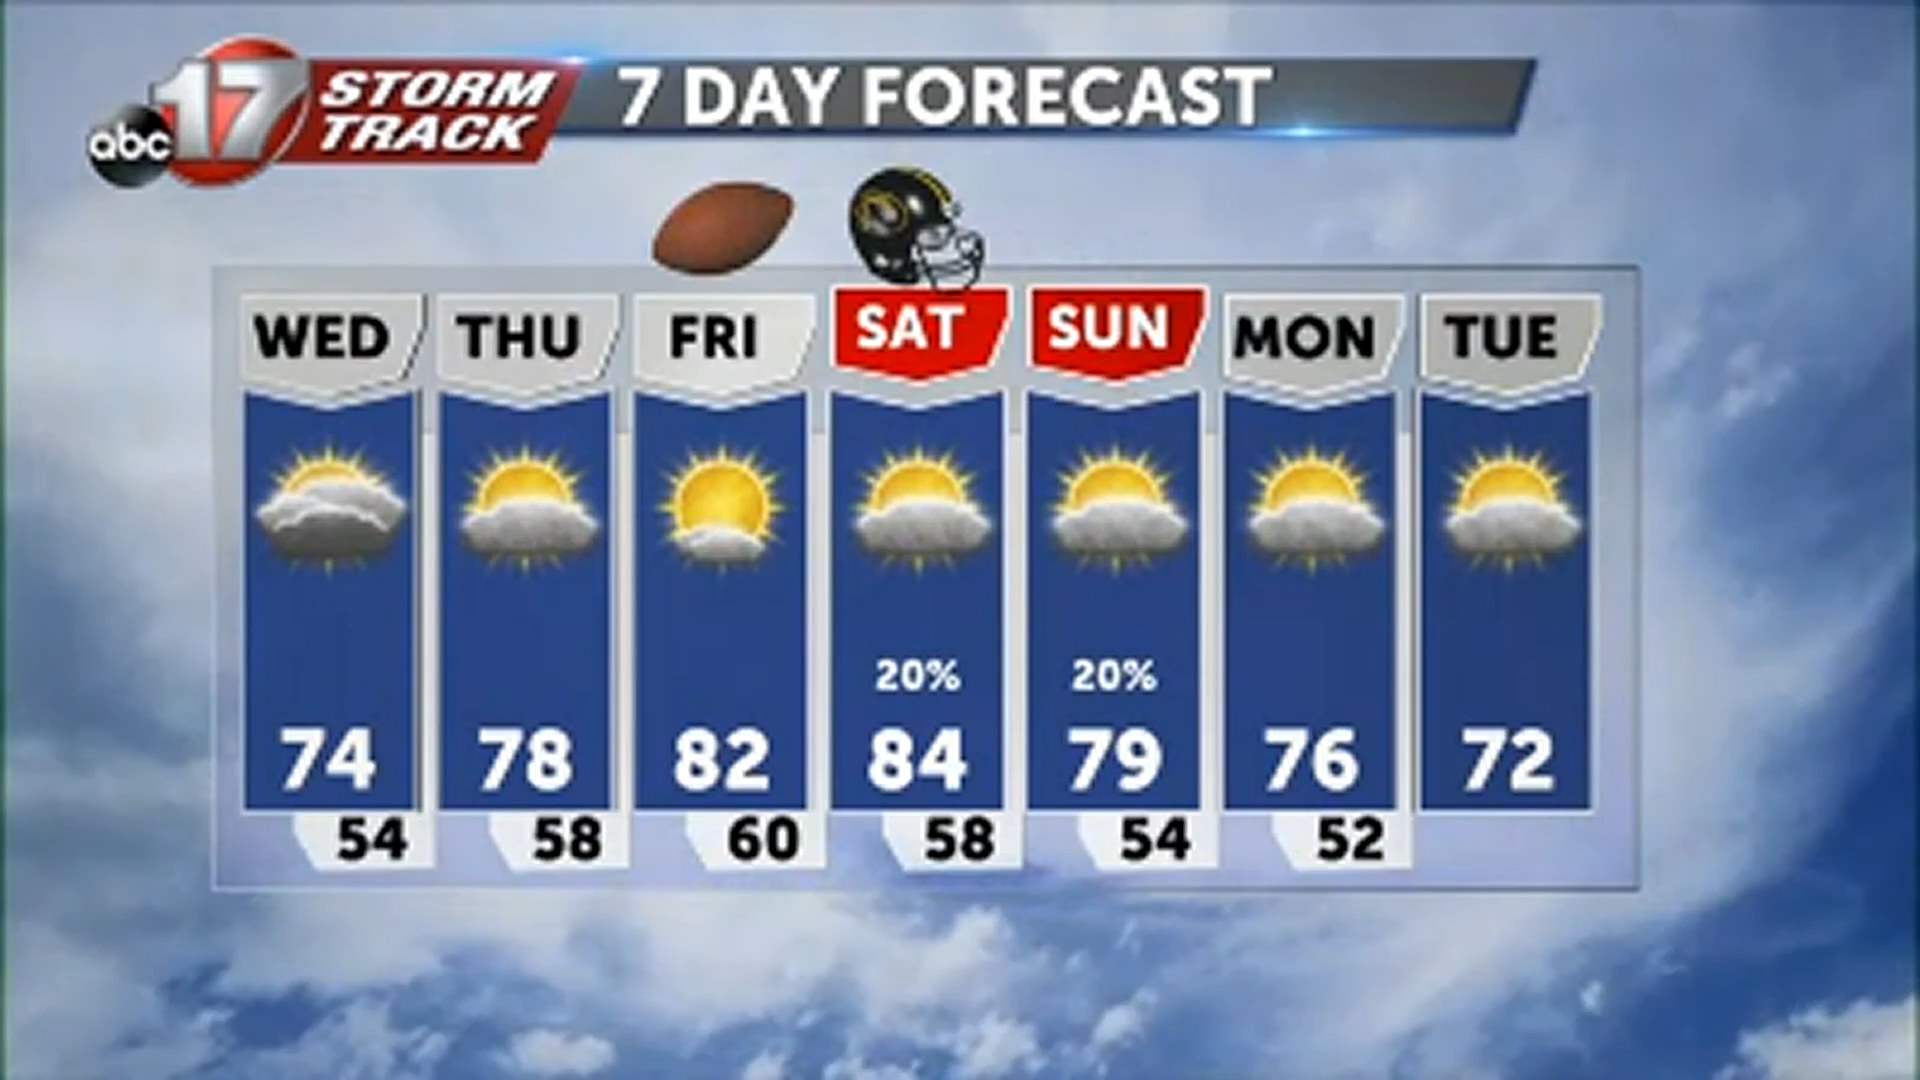 abc 17 STORM TRACK
7 DAY FORECAST
WED THU FRI SAT SUN MON TUE
20% 20%
74 78 82 84 79 76 72
54 58 60 58 54 52